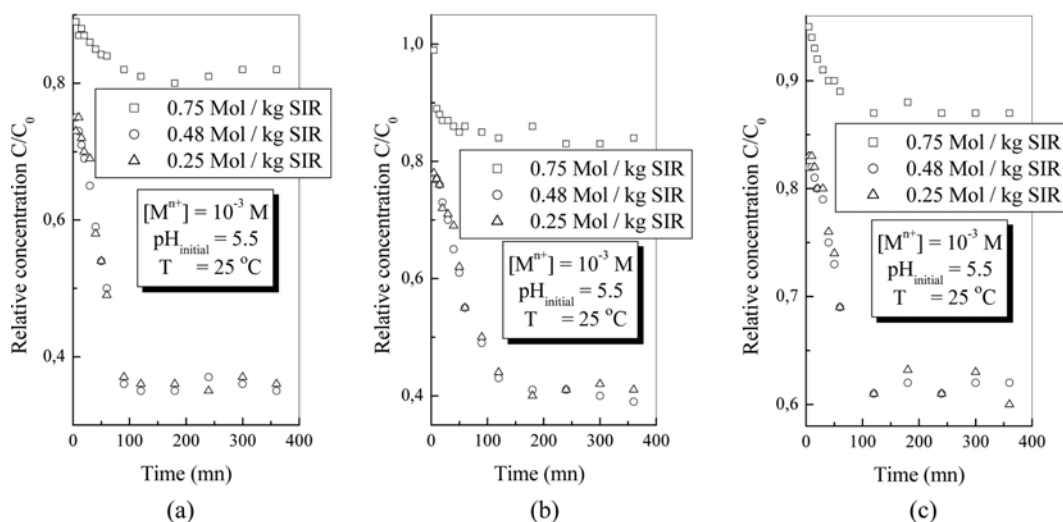 Relative concentration C/C₀
0,8
0,6
0,4
□ 0.75 Mol / kg SIR
○ 0.48 Mol / kg SIR
△ 0.25 Mol / kg SIR
[Mⁿ⁺] = 10⁻³ M
pH_initial = 5.5
T = 25 °C
0 100 200 300 400
Time (mn)
(a)
Relative concentration C/C₀
1,0
0,8
0,6
0,4
□ 0.75 Mol / kg SIR
○ 0.48 Mol / kg SIR
△ 0.25 Mol / kg SIR
[Mⁿ⁺] = 10⁻³ M
pH_initial = 5.5
T = 25 °C
0 100 200 300 400
Time (mn)
(b)
Relative concentration C/C₀
0,9
0,8
0,7
0,6
□ 0.75 Mol / kg SIR
○ 0.48 Mol / kg SIR
△ 0.25 Mol / kg SIR
[Mⁿ⁺] = 10⁻³ M
pH_initial = 5.5
T = 25 °C
0 100 200 300 400
Time (mn)
(c)